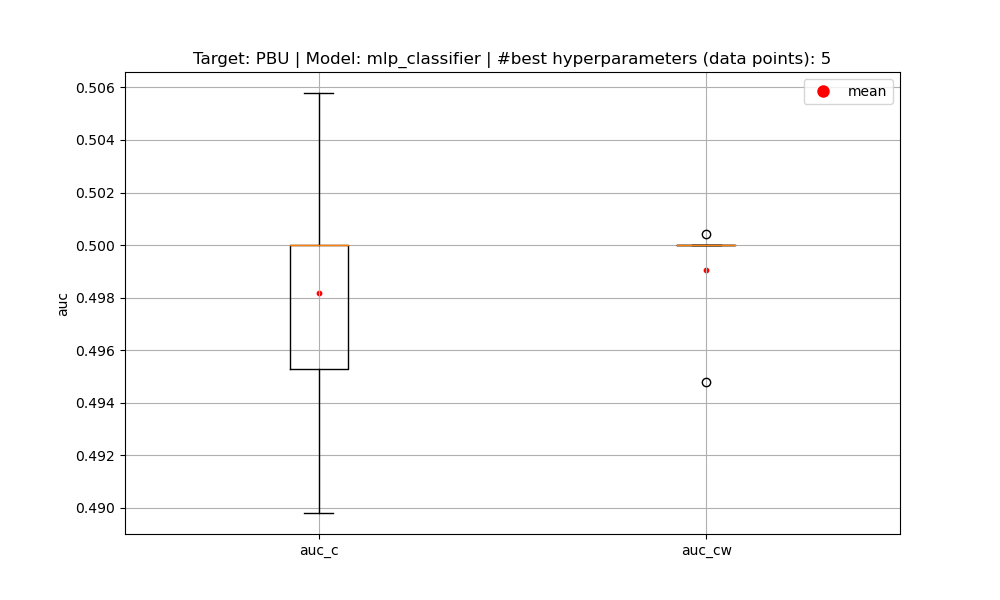 Target: PBU | Model: mlp_classifier | #best hyperparameters (data points): 5
mean
0.506
0.504
0.502
0.500
0.498
0.496
0.494
0.492
0.490
auc
auc_c
auc_cw